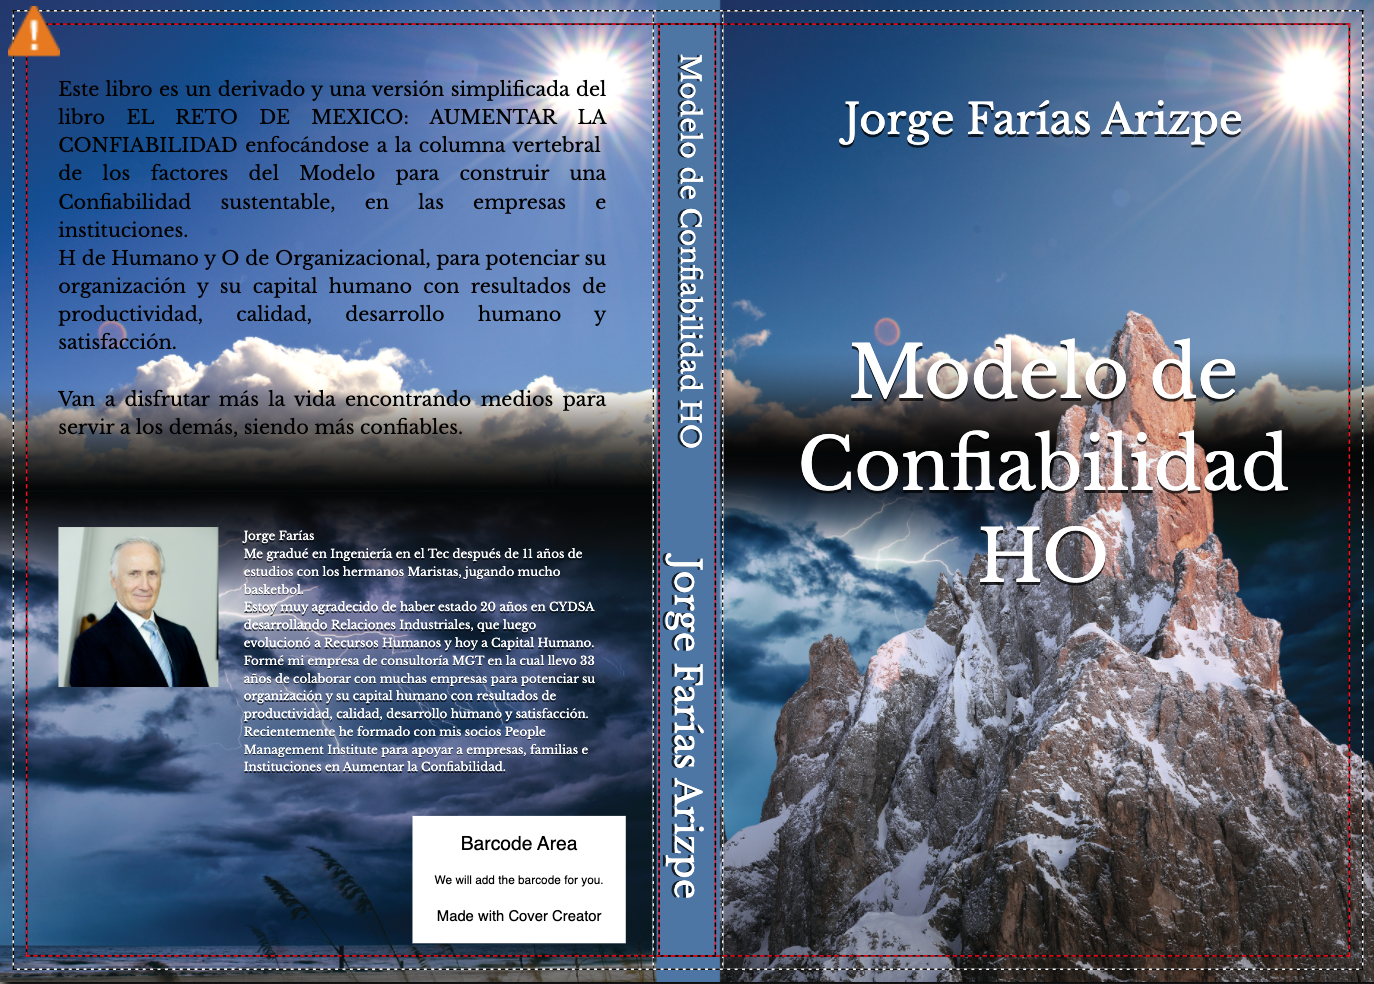 Este libro es un derivado y una versión simplificada del
libro EL RETO DE MEXICO: AUMENTAR LA
CONFIABILIDAD enfocándose a la columna vertebral
de los factores del Modelo para construir una
Confiabilidad sustentable, en las empresas e
instituciones.
H de Humano y O de Organizacional, para potenciar su
organización y su capital humano con resultados de
productividad, calidad, desarrollo humano y
satisfacción.
Van a disfrutar más la vida encontrando medios para
servir a los demás, siendo más confiables.
Jorge Farías
Me gradué en Ingeniería en el Tec después de 11 años de
estudios con los hermanos Maristas, jugando mucho
basketbol.
Estoy muy agradecido de haber estado 20 años en CYDSA
desarrollando Relaciones Industriales, que luego
evolucionó a Recursos Humanos y hoy a Capital Humano.
Formé mi empresa de consultoría MGT en la cual llevo 33
años de colaborar con muchas empresas para potenciar su
organización y su capital humano con resultados de
productividad, calidad, desarrollo humano y satisfacción.
Recientemente he formado con mis socios People
Management Institute para apoyar a empresas, familias e
Instituciones en Aumentar la Confiabilidad.
Barcode Area
We will add the barcode for you.
Made with Cover Creator
Modelo de Confiabilidad HO
Jorge Farías Arizpe
Jorge Farías Arizpe
Modelo de
Confiabilidad
HO